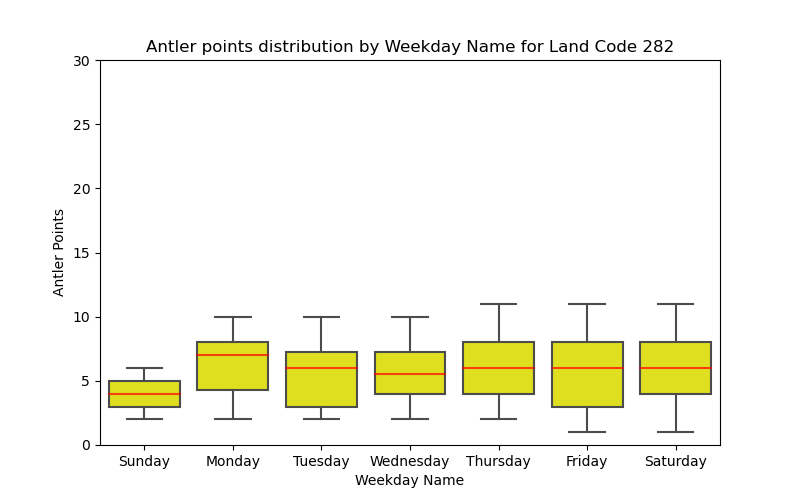 Antler points distribution by Weekday Name for Land Code 282
30
25
20
15
10
5
0
Antler Points
Sunday Monday Tuesday Wednesday Thursday Friday Saturday
Weekday Name